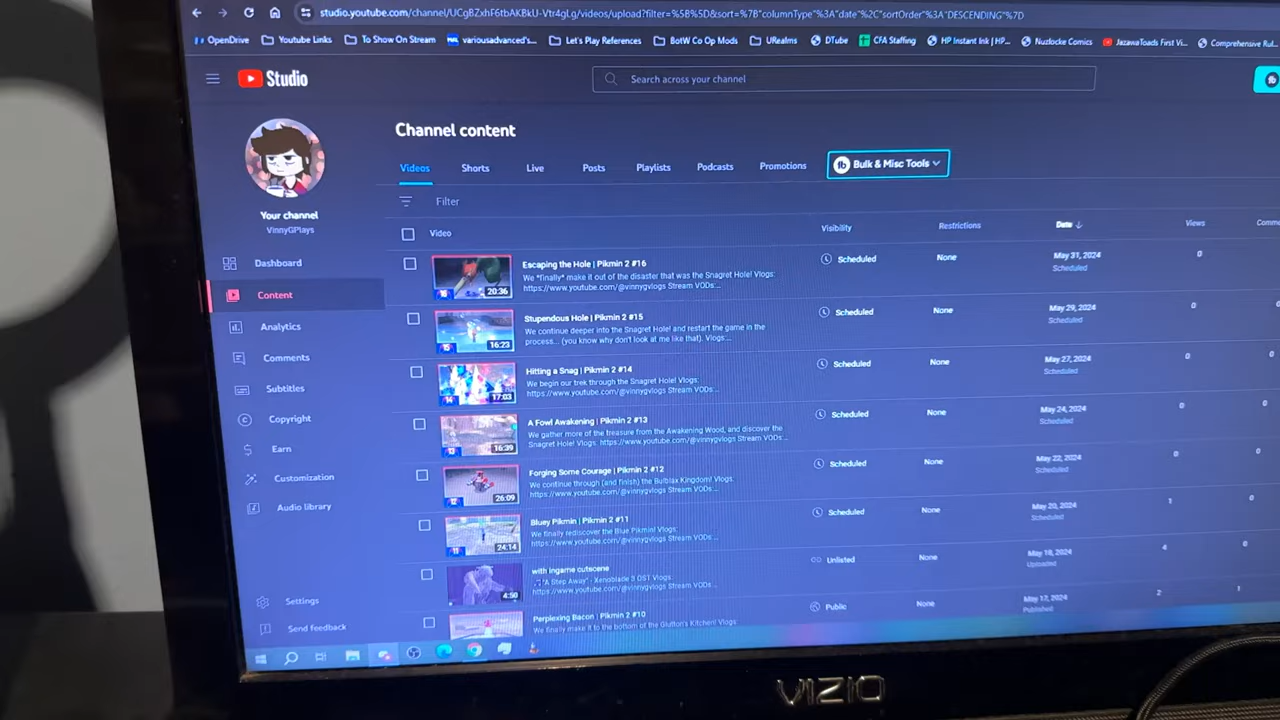 studio.youtube.com/channel/UCgBZxhF6tbAKBkU-Vtr4gLg/videos/upload?filter=%5B%5D&sort=%7B"columnType"%3A"date"%2C"sortOrder"%3A"DESCENDING"%7D
OpenDrive Youtube Links To Show On Stream variousadvanced's... Let's Play References BotW Co Op Mods URealms DTube CFA Staffing HP Instant Ink | HP... Nuzlocke Comics JazawaToads First Vi... Comprehensive Rul...
Studio
Search across your channel
Channel content
Videos Shorts Live Posts Playlists Podcasts Promotions Bulk & Misc Tools
Filter
Your channel
VinnyGPlays
Dashboard
Content
Analytics
Comments
Subtitles
Copyright
Earn
Customization
Audio library
Settings
Send feedback
Video Visibility Restrictions Date Views
Escaping the Hole | Pikmin 2 #16
We *finally* make it out of the disaster that was the Snagret Hole! Vlogs:
https://www.youtube.com/@vinnygvlogs Stream VODs:...
20:36
Scheduled None May 31, 2024 0
Scheduled
Stupendous Hole | Pikmin 2 #15
We continue deeper into the Snagret Hole! and restart the game in the
process... (you know why don't look at me like that). Vlogs:...
16:23
Scheduled None May 29, 2024 0
Scheduled
Hitting a Snag | Pikmin 2 #14
We begin our trek through the Snagret Hole! Vlogs:
https://www.youtube.com/@vinnygvlogs Stream VODs:...
17:03
Scheduled None May 27, 2024 0 0
Scheduled
A Fowl Awakening | Pikmin 2 #13
We gather more of the treasure from the Awakening Wood, and discover the
Snagret Hole! Vlogs: https://www.youtube.com/@vinnygvlogs Stream VODs:...
16:39
Scheduled None May 24, 2024 0 0
Scheduled
Forging Some Courage | Pikmin 2 #12
We continue through (and finish) the Bulblax Kingdom! Vlogs:
https://www.youtube.com/@vinnygvlogs Stream VODs:...
26:09
Scheduled None May 22, 2024 0 0
Scheduled
Bluey Pikmin | Pikmin 2 #11
We finally rediscover the Blue Pikmin! Vlogs:
https://www.youtube.com/@vinnygvlogs Stream VODs:...
24:14
Scheduled None May 20, 2024 1 0
Scheduled
with ingame cutscene
"A Step Away" - Xenoblade 3 OST Vlogs:
https://www.youtube.com/@vinnygvlogs Stream VODs:...
4:50
Unlisted None May 18, 2024 4 0
Uploaded
Perplexing Bacon | Pikmin 2 #10
We finally make it to the bottom of the Glutton's Kitchen! Vlogs:
Public None May 17, 2024 2 1
Published
VIZIO